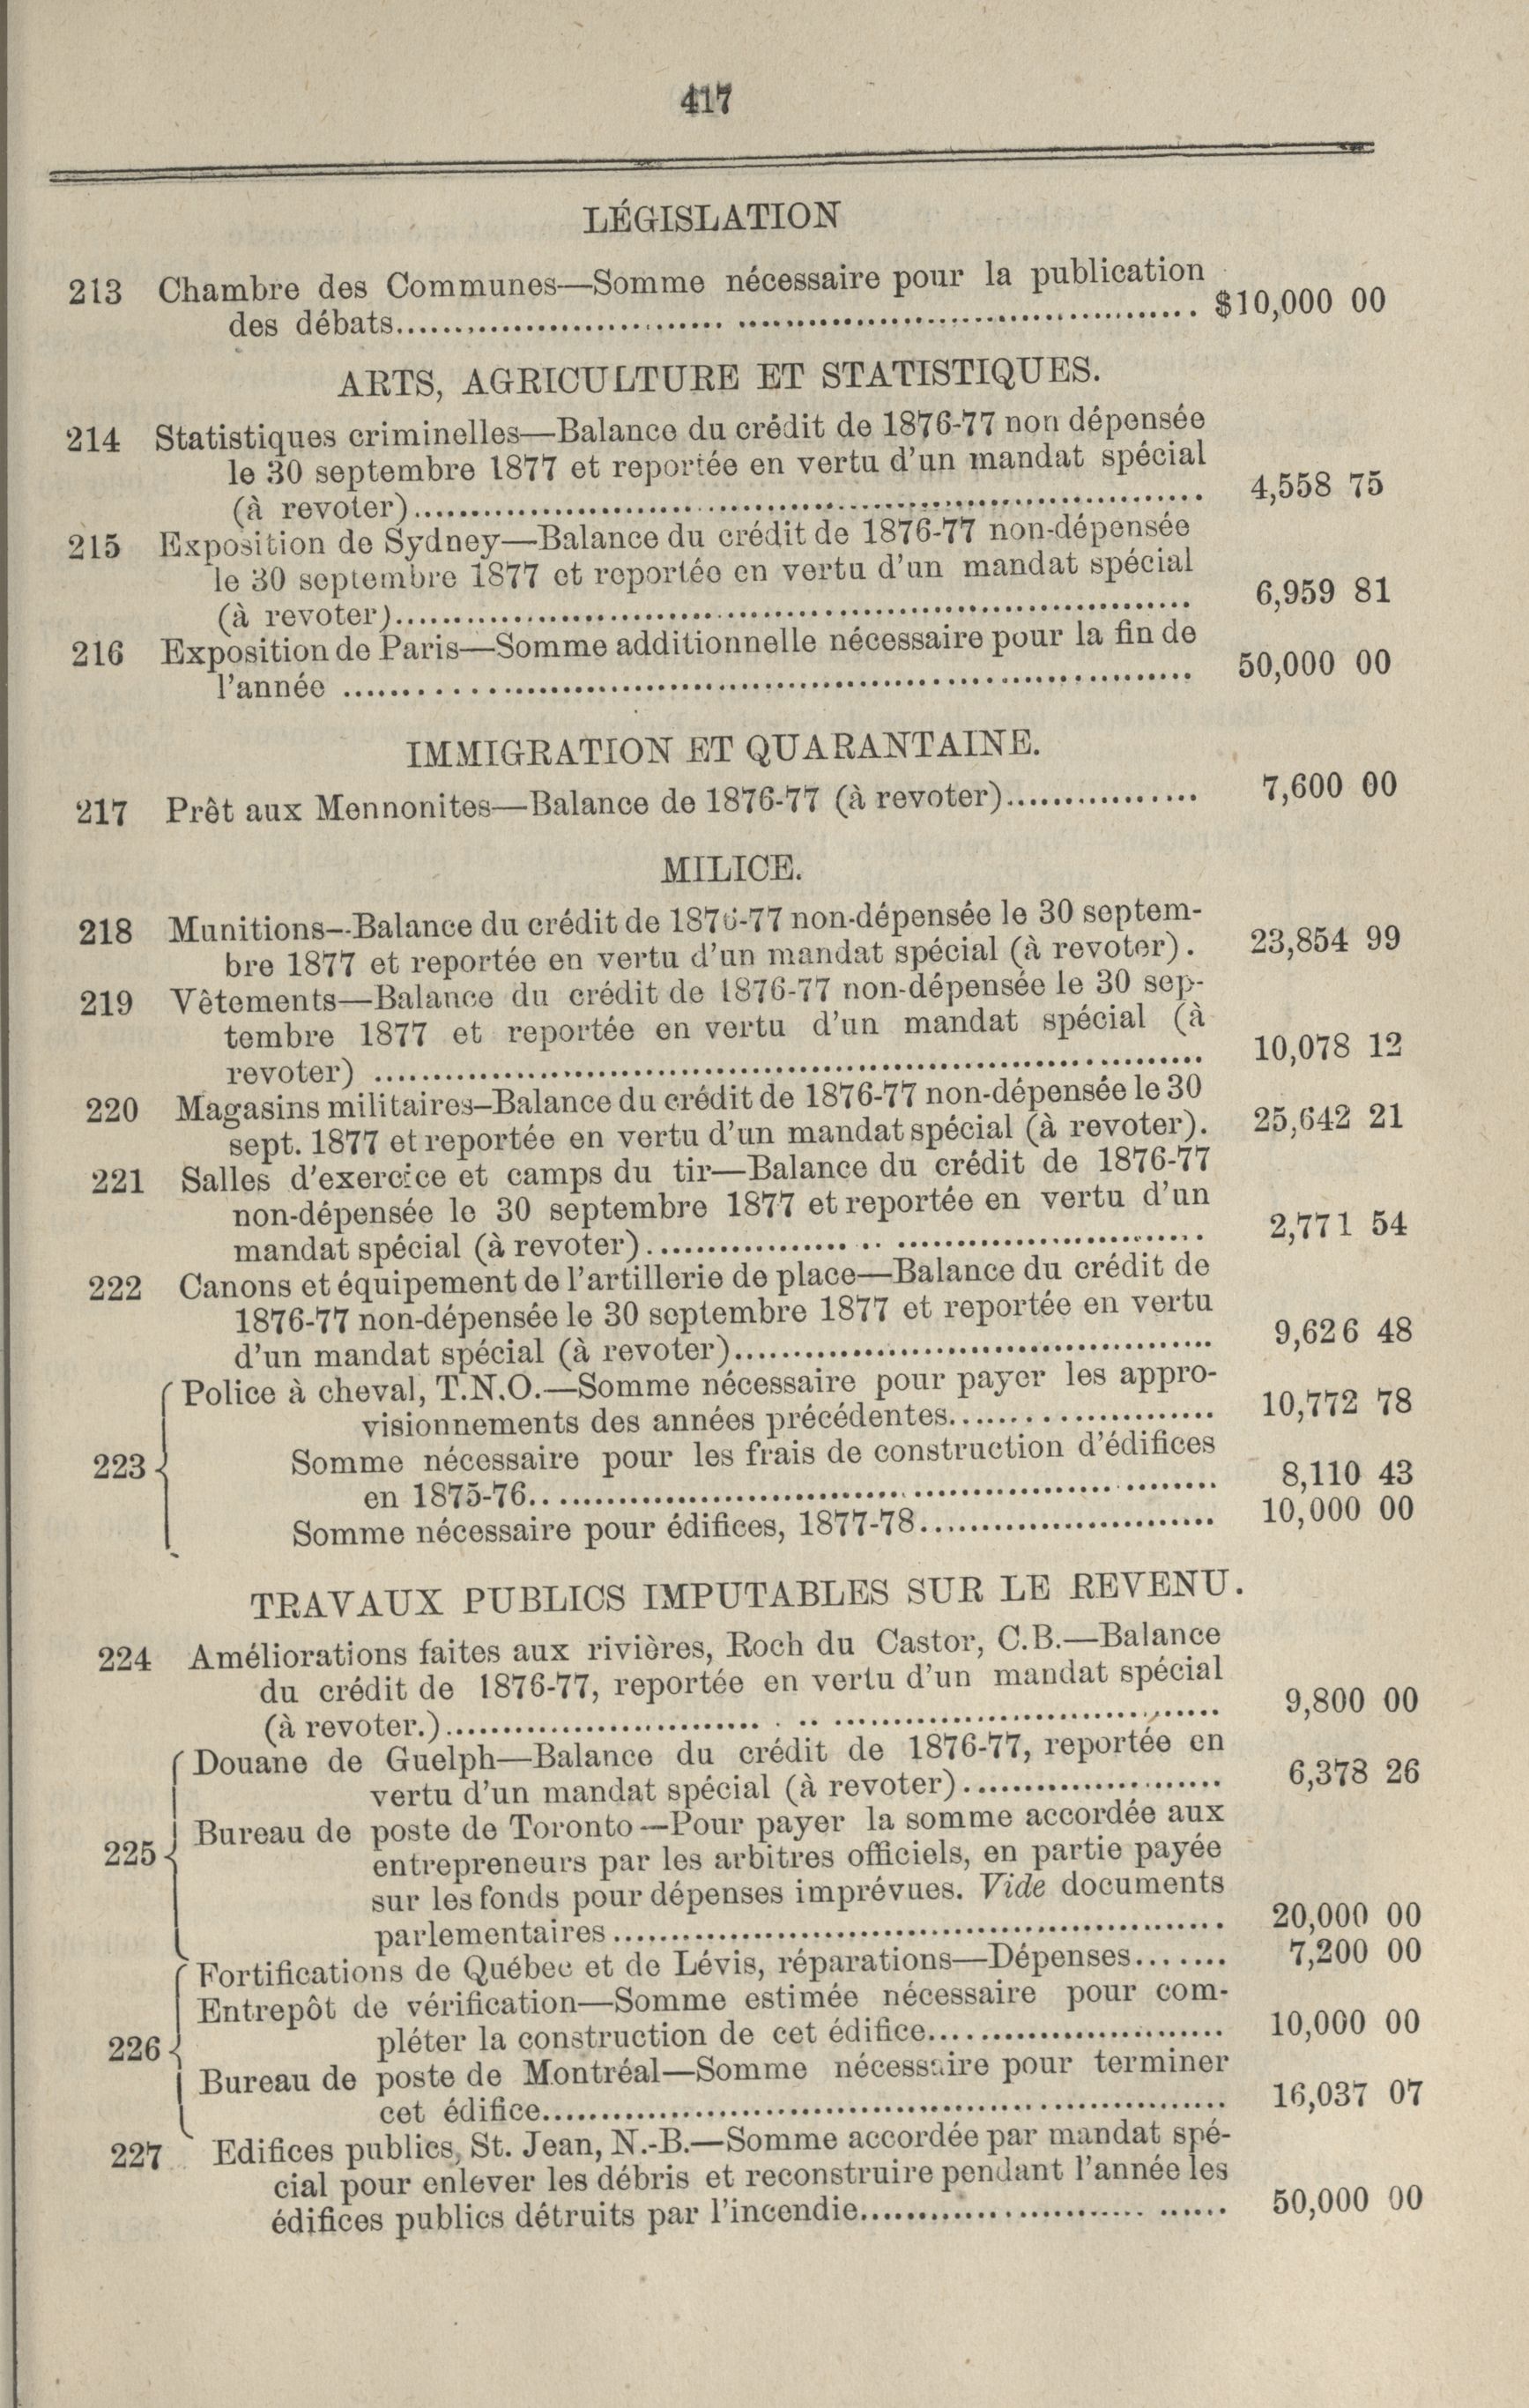 417
LÉGISLATION
213 Chambre des Communes—Somme nécessaire pour la publication
des débats.................................................. $10,000 00
ARTS, AGRICULTURE ET STATISTIQUES.
214 Statistiques criminelles—Balance du crédit de 1876-77 non dépensée
le 30 septembre 1877 et reportée en vertu d'un mandat spécial
(à revoter).................................................. 4,558 75
215 Exposition de Sydney—Balance du crédit de 1876-77 non-dépensée
le 30 septembre 1877 et reportée en vertu d'un mandat spécial
(à revoter).................................................. 6,959 81
216 Exposition de Paris—Somme additionnelle nécessaire pour la fin de
l'année .................................................. 50,000 00
IMMIGRATION ET QUARANTAINE.
217 Prêt aux Mennonites—Balance de 1876-77 (à revoter)................ 7,600 00
MILICE.
218 Munitions—Balance du crédit de 1876-77 non-dépensée le 30 septem-
bre 1877 et reportée en vertu d'un mandat spécial (à revoter). 23,854 99
219 Vêtements—Balance du crédit de 1876-77 non-dépensée le 30 sep-
tembre 1877 et reportée en vertu d'un mandat spécial (à
revoter) .................................................. 10,078 12
220 Magasins militaires—Balance du crédit de 1876-77 non-dépensée le 30
sept. 1877 et reportée en vertu d'un mandat spécial (à revoter). 25,642 21
221 Salles d'exercice et camps du tir—Balance du crédit de 1876-77
non-dépensée le 30 septembre 1877 et reportée en vertu d'un
mandat spécial (à revoter)........................................ 2,771 54
222 Canons et équipement de l'artillerie de place—Balance du crédit de
1876-77 non-dépensée le 30 septembre 1877 et reportée en vertu
d'un mandat spécial (à revoter)........................................ 9,626 48
Police à cheval, T.N.O.—Somme nécessaire pour payer les appro-
visionnements des années précédentes....................... 10,772 78
223 Somme nécessaire pour les frais de construction d'édifices
en 1875-76.................................................. 8,110 43
Somme nécessaire pour édifices, 1877-78......................... 10,000 00
TRAVAUX PUBLICS IMPUTABLES SUR LE REVENU.
224 Améliorations faites aux rivières, Roch du Castor, C.B.—Balance
du crédit de 1876-77, reportée en vertu d'un mandat spécial
(à revoter.).................................................. 9,800 00
Douane de Guelph—Balance du crédit de 1876-77, reportée en
vertu d'un mandat spécial (à revoter)...................... 6,378 26
225 Bureau de poste de Toronto—Pour payer la somme accordée aux
entrepreneurs par les arbitres officiels, en partie payée
sur les fonds pour dépenses imprévues. Vide documents
parlementaires.................................................. 20,000 00
Fortifications de Québec et de Lévis, réparations—Dépenses....... 7,200 00
Entrepôt de vérification—Somme estimée nécessaire pour com-
226 pléter la construction de cet édifice......................... 10,000 00
Bureau de poste de Montréal—Somme nécessaire pour terminer
cet édifice.................................................. 16,037 07
227 Edifices publics, St. Jean, N.-B.—Somme accordée par mandat spé-
cial pour enlever les débris et reconstruire pendant l'année les
édifices publics détruits par l'incendie.............................. 50,000 00